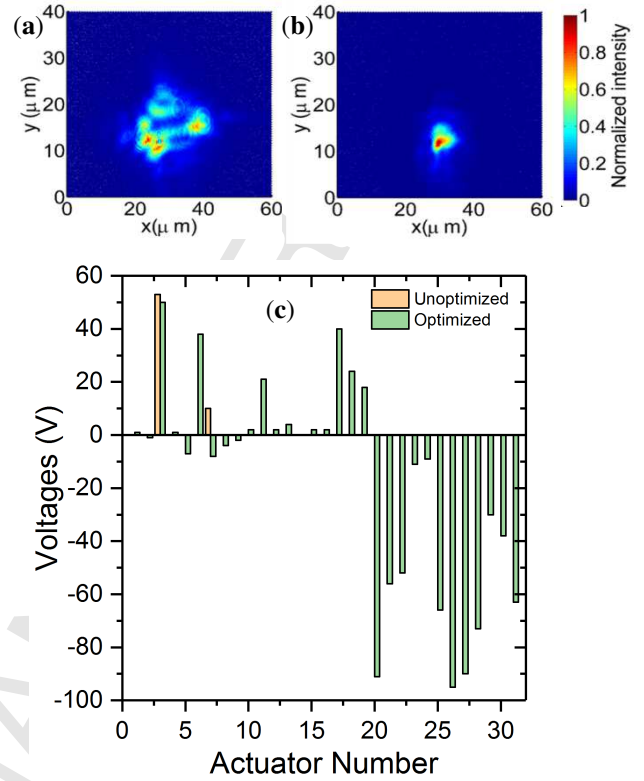 (a)
(b)
40
30
20
10
0
y (μ m)
0 20 40 60
x(μ m)
40
30
20
10
0
y (μ m)
0 20 40 60
x(μ m)
1
0.8
0.6
0.4
0.2
0
Normalized intensity
(c)
Unoptimized
Optimized
60
40
20
0
-20
-40
-60
-80
-100
Voltages (V)
0 5 10 15 20 25 30
Actuator Number